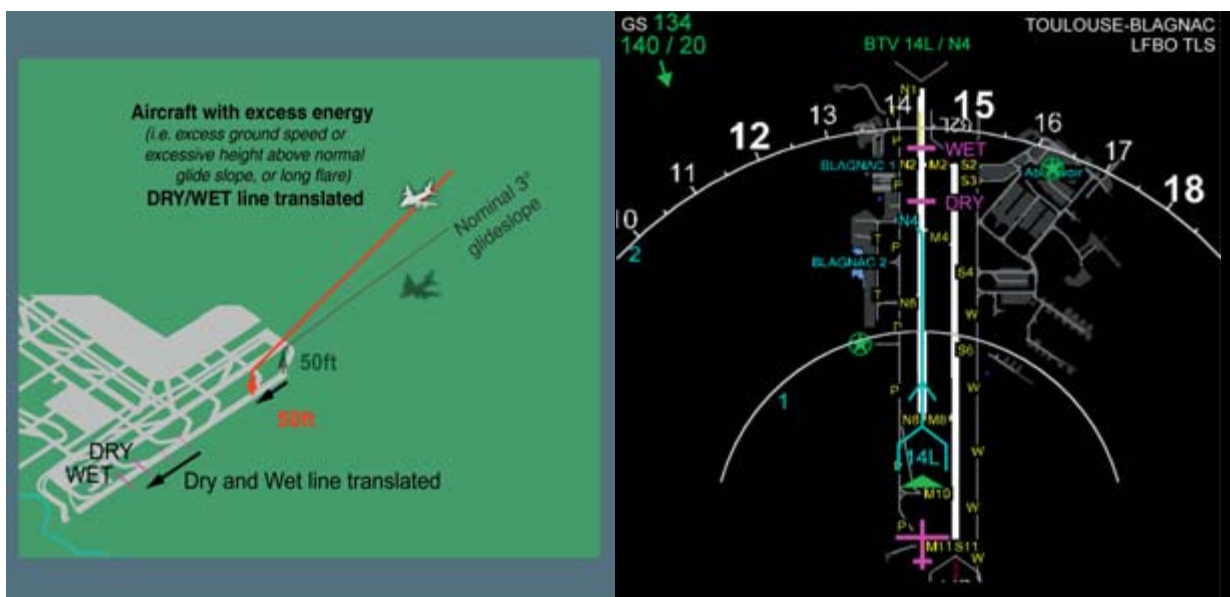 Aircraft with excess energy
(i.e. excess ground speed or
excessive height above normal
glide slope, or long flare)
DRY/WET line translated
Nominal 3°
glideslope
50ft
50ft
DRY
WET
Dry and Wet line translated
GS 134
140 / 20
BTV 14L / N4
TOULOUSE-BLAGNAC
LFBO TLS
N1
11
12
13
14
15
16
17
18
P
WET
BLAGNAC 1
N2
M2
S2
S3
P
DRY
N4
T
P
M4
2
BLAGNAC 2
S4
T
N6
W
P
S6
1
P
W
N8
M8
14L
P
W
M10
W
P
M11
S11
W